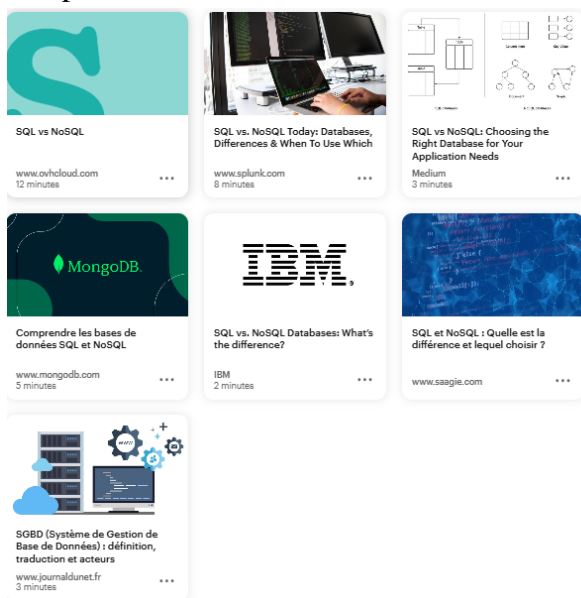 S
SQL vs NoSQL
www.ovhcloud.com
12 minutes
SQL vs. NoSQL Today: Databases,
Differences & When To Use Which
www.splunk.com
8 minutes
SQL vs NoSQL: Choosing the
Right Database for Your
Application Needs
Medium
3 minutes
MongoDB.
Comprendre les bases de
données SQL et NoSQL
www.mongodb.com
5 minutes
IBM
SQL vs. NoSQL Databases: What's
the difference?
IBM
2 minutes
SQL et NoSQL : Quelle est la
différence et lequel choisir ?
www.saagie.com
SGBD (Système de Gestion de
Base de Données) : définition,
traduction et acteurs
www.journaldunet.fr
3 minutes